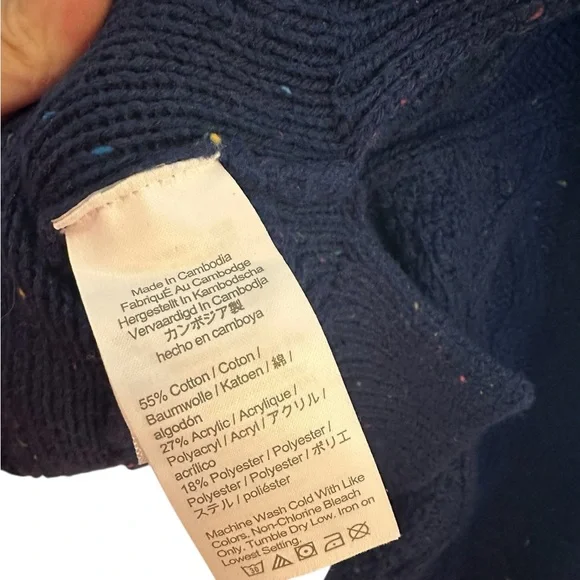 Made In Cambodia
FabriquÉ Au Cambodge
Hergestellt In Kambodscha
Vervaardigd in Cambodja
カンボジア製
hecho en camboya
55% Cotton / Coton /
Baumwolle / Katoen / 綿 /
algodón
27% Acrylic / Acrylique /
Polyacryl / Acryl / アクリル /
acrílico
18% Polyester / Polyester /
Polyester / Polyester / ポリエ
ステル / poliéster
Machine Wash Cold With Like
Colors, Non-Chlorine Bleach
Only. Tumble Dry Low. Iron on
Lowest Setting.
30